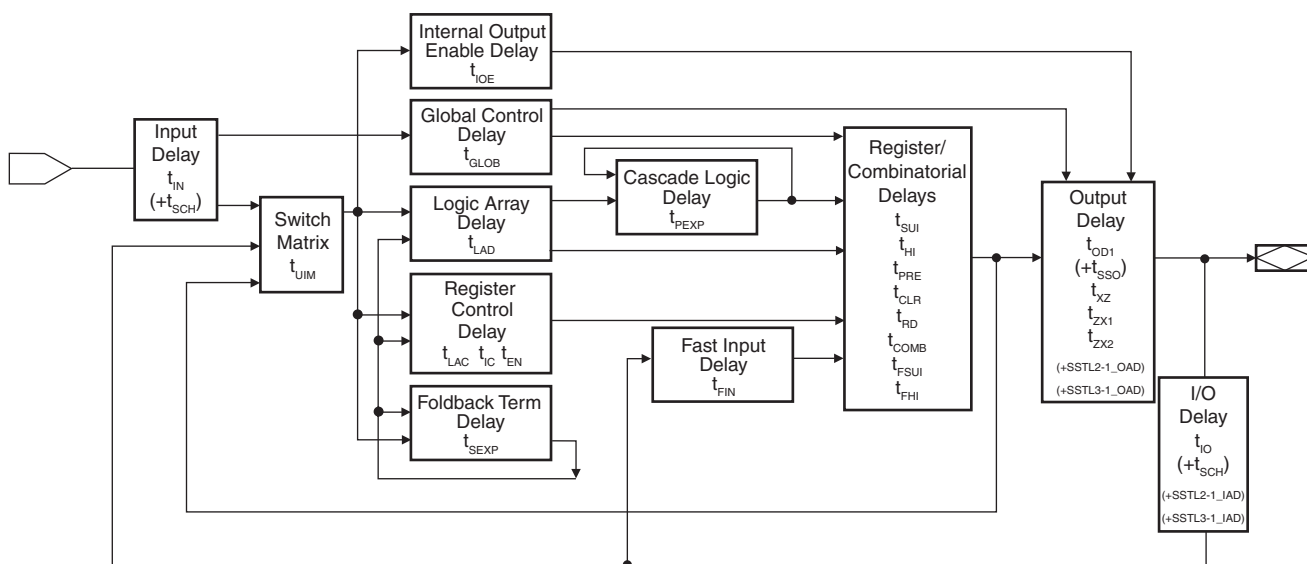 Internal Output
Enable Delay
tIOE
Global Control
Delay
tGLOB
Input
Delay
tIN
(+tSCH)
Switch
Matrix
tUIM
Logic Array
Delay
tLAD
Cascade Logic
Delay
tPEXP
Register
Control
Delay
tLAC tIC tEN
Foldback Term
Delay
tSEXP
Fast Input
Delay
tFIN
Register/
Combinatorial
Delays
tSUI
tHI
tPRE
tCLR
tRD
tCOMB
tFSUI
tFHI
Output
Delay
tOD1
(+tSSO)
tXZ
tZX1
tZX2
(+SSTL2-1_OAD)
(+SSTL3-1_OAD)
I/O
Delay
tIO
(+tSCH)
(+SSTL2-1_IAD)
(+SSTL3-1_IAD)